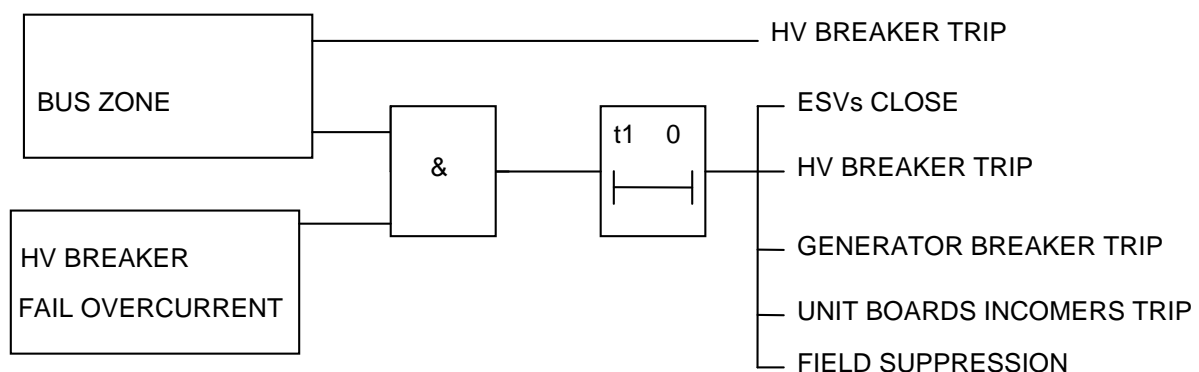 HV BREAKER TRIP
BUS ZONE
ESVs CLOSE
t1 0
&
HV BREAKER TRIP
GENERATOR BREAKER TRIP
HV BREAKER
FAIL OVERCURRENT
UNIT BOARDS INCOMERS TRIP
FIELD SUPPRESSION